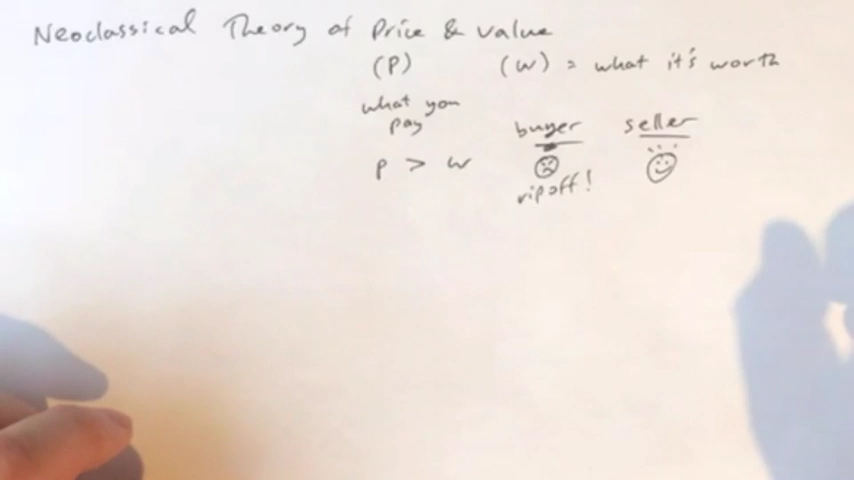 Neoclassical Theory of Price & value
(P) (w) = what it's worth
what you
pay
buyer seller
P > w
ripoff!